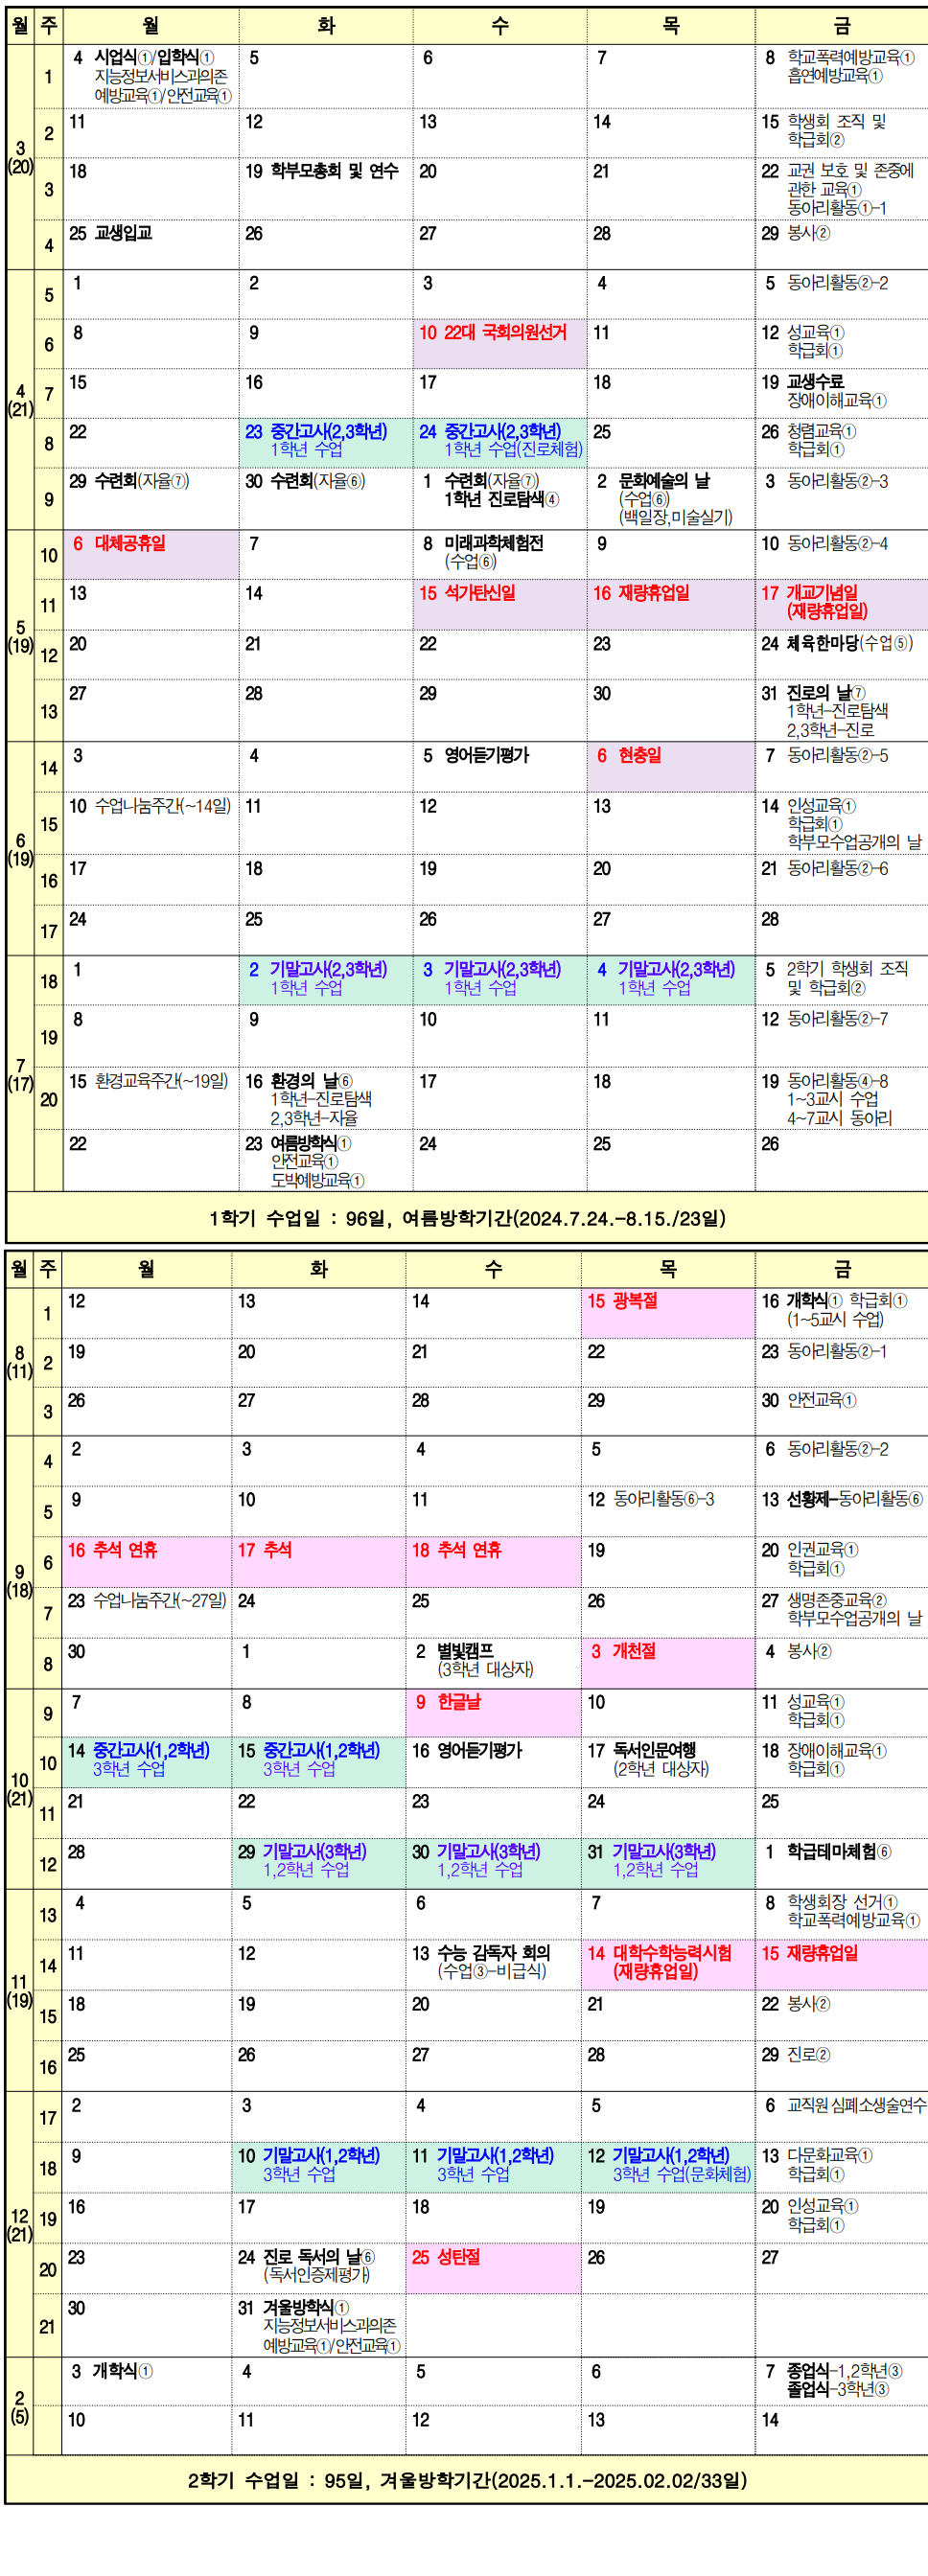 월 주 월 화 수 목 금
3
(20)
1
4 시업식①/입학식①
지능정보서비스과의존
예방교육①/안전교육①
5
6
7
8 학교폭력예방교육①
흡연예방교육①
2
11
12
13
14
15 학생회 조직 및
학급회②
3
18
19 학부모총회 및 연수
20
21
22 교권 보호 및 존중에
관한 교육①
동아리활동①-1
4
25 교생입교
26
27
28
29 봉사②
4
(21)
5
1
2
3
4
5 동아리활동②-2
6
8
9
10 22대 국회의원선거
11
12 성교육①
학급회①
7
15
16
17
18
19 교생수료
장애이해교육①
8
22
23 중간고사(2,3학년)
1학년 수업
24 중간고사(2,3학년)
1학년 수업(진로체험)
25
26 청렴교육①
학급회①
9
29 수련회(자율⑦)
30 수련회(자율⑥)
1 수련회(자율⑦)
1학년 진로탐색④
2 문화예술의 날
(수업⑥)
(백일장,미술실기)
3 동아리활동②-3
5
(19)
10
6 대체공휴일
7
8 미래과학체험전
(수업⑥)
9
10 동아리활동②-4
11
13
14
15 석가탄신일
16 재량휴업일
17 개교기념일
(재량휴업일)
12
20
21
22
23
24 체육한마당(수업⑤)
13
27
28
29
30
31 진로의 날⑦
1학년-진로탐색
2,3학년-진로
6
(19)
14
3
4
5 영어듣기평가
6 현충일
7 동아리활동②-5
15
10 수업나눔주간(~14일)
11
12
13
14 인성교육①
학급회①
학부모수업공개의 날
16
17
18
19
20
21 동아리활동②-6
17
24
25
26
27
28
7
(17)
18
1
2 기말고사(2,3학년)
1학년 수업
3 기말고사(2,3학년)
1학년 수업
4 기말고사(2,3학년)
1학년 수업
5 2학기 학생회 조직
및 학급회②
19
8
9
10
11
12 동아리활동②-7
20
15 환경교육주간(~19일)
16 환경의 날⑥
1학년-진로탐색
2,3학년-자율
17
18
19 동아리활동④-8
1~3교시 수업
4~7교시 동아리
22
23 여름방학식①
안전교육①
도박예방교육①
24
25
26
1학기 수업일 : 96일, 여름방학기간(2024.7.24.-8.15./23일)
월 주 월 화 수 목 금
8
(11)
1
12
13
14
15 광복절
16 개학식① 학급회①
(1~5교시 수업)
2
19
20
21
22
23 동아리활동②-1
3
26
27
28
29
30 안전교육①
9
(18)
4
2
3
4
5
6 동아리활동②-2
5
9
10
11
12 동아리활동⑥-3
13 선황제-동아리활동⑥
6
16 추석 연휴
17 추석
18 추석 연휴
19
20 인권교육①
학급회①
7
23 수업나눔주간(~27일)
24
25
26
27 생명존중교육②
학부모수업공개의 날
8
30
1
2 별빛캠프
(3학년 대상자)
3 개천절
4 봉사②
10
(21)
9
7
8
9 한글날
10
11 성교육①
학급회①
10
14 중간고사(1,2학년)
3학년 수업
15 중간고사(1,2학년)
3학년 수업
16 영어듣기평가
17 독서인문여행
(2학년 대상자)
18 장애이해교육①
학급회①
11
21
22
23
24
25
12
28
29 기말고사(3학년)
1,2학년 수업
30 기말고사(3학년)
1,2학년 수업
31 기말고사(3학년)
1,2학년 수업
1 학급테마체험⑥
11
(19)
13
4
5
6
7
8 학생회장 선거①
학교폭력예방교육①
14
11
12
13 수능 감독자 회의
(수업③-비급식)
14 대학수학능력시험
(재량휴업일)
15 재량휴업일
15
18
19
20
21
22 봉사②
16
25
26
27
28
29 진로②
12
(21)
17
2
3
4
5
6 교직원 심폐소생술연수
18
9
10 기말고사(1,2학년)
3학년 수업
11 기말고사(1,2학년)
3학년 수업
12 기말고사(1,2학년)
3학년 수업(문화체험)
13 다문화교육①
학급회①
19
16
17
18
19
20 인성교육①
학급회①
20
23
24 진로 독서의 날⑥
(독서인증제평가)
25 성탄절
26
27
21
30
31 겨울방학식①
지능정보서비스과의존
예방교육①/안전교육①
2
(5)
3 개학식①
4
5
6
7 종업식-1,2학년③
졸업식-3학년③
10
11
12
13
14
2학기 수업일 : 95일, 겨울방학기간(2025.1.1.-2025.02.02/33일)